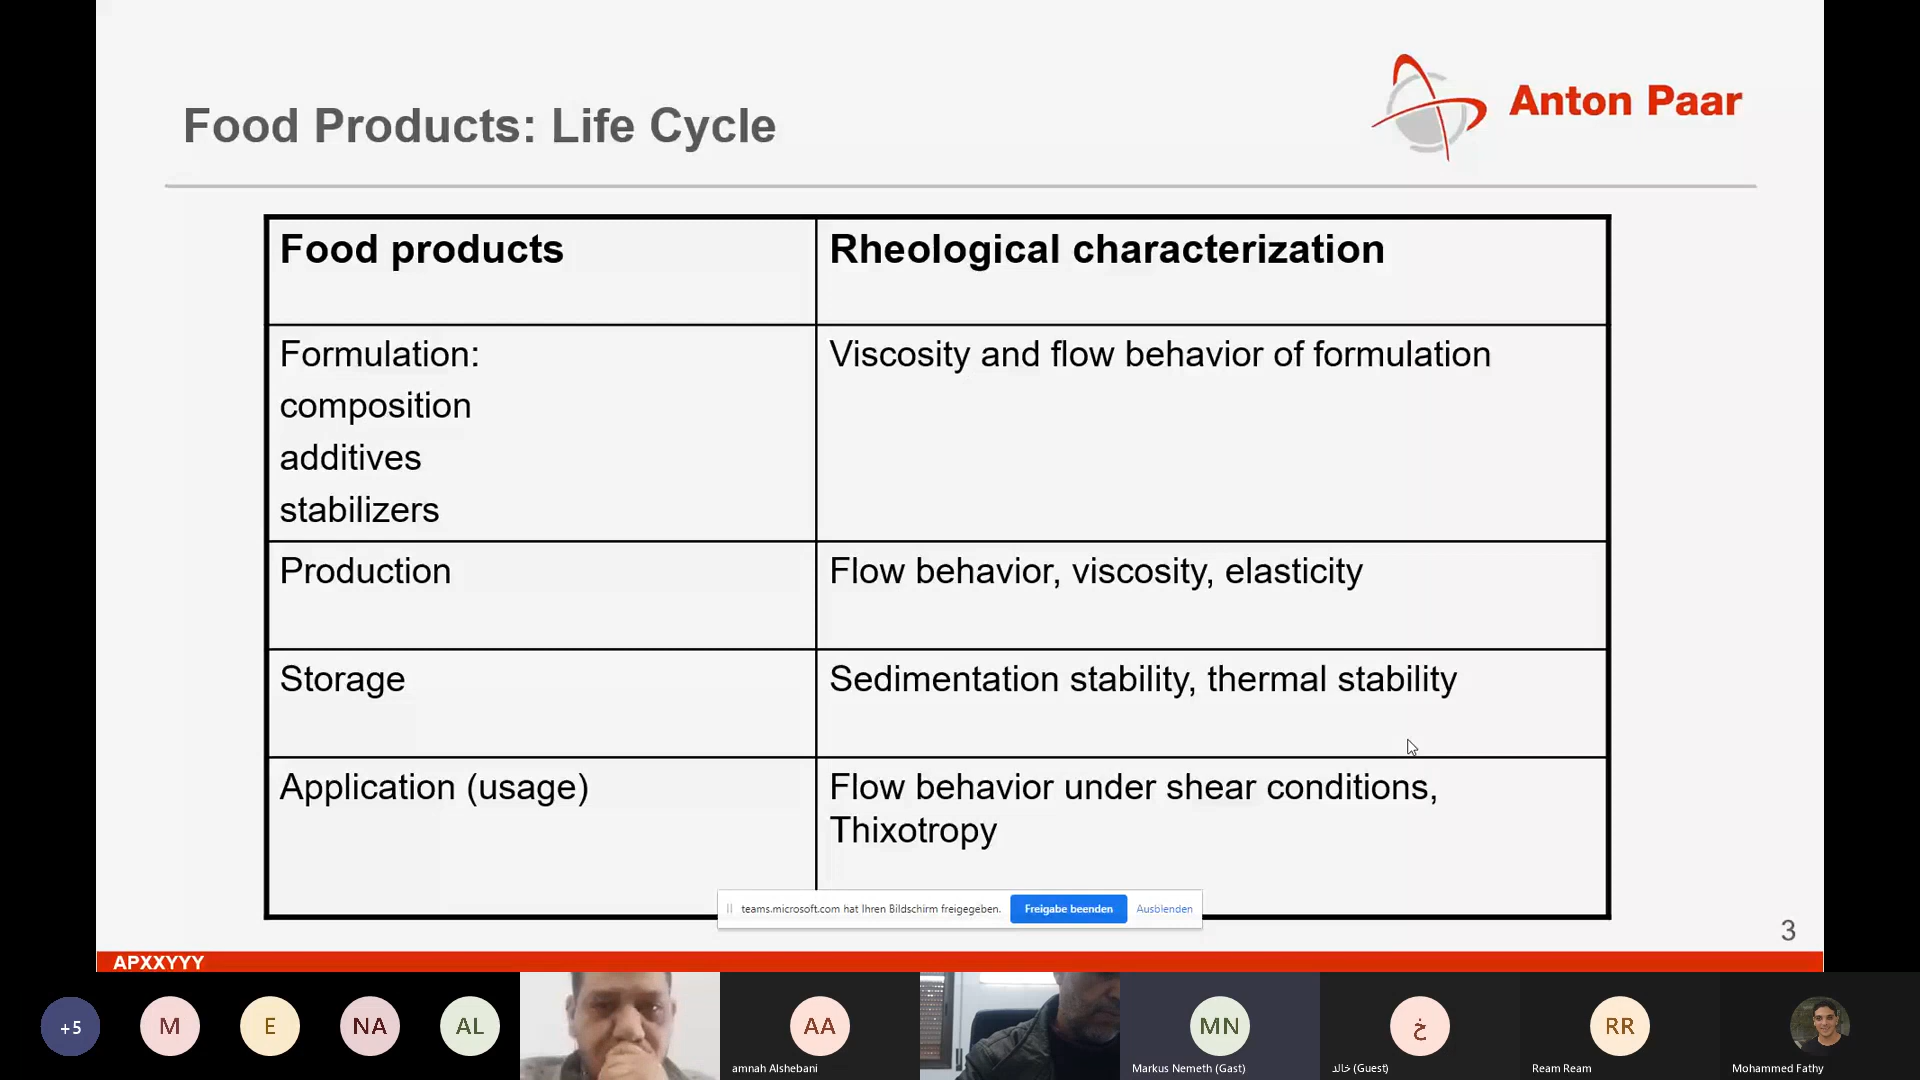 Food Products: Life Cycle
Anton Paar
Food products
Rheological characterization
Formulation:
composition
additives
stabilizers
Viscosity and flow behavior of formulation
Production
Flow behavior, viscosity, elasticity
Storage
Sedimentation stability, thermal stability
Application (usage)
Flow behavior under shear conditions,
Thixotropy
teams.microsoft.com hat Ihren Bildschirm freigegeben.
Freigabe beenden
Ausblenden
3
APXXYYY
+5
M
E
NA
AL
AA
amnah Alshebani
MN
Markus Nemeth (Gast)
خ
خالد (Guest)
RR
Ream Ream
Mohammed Fathy